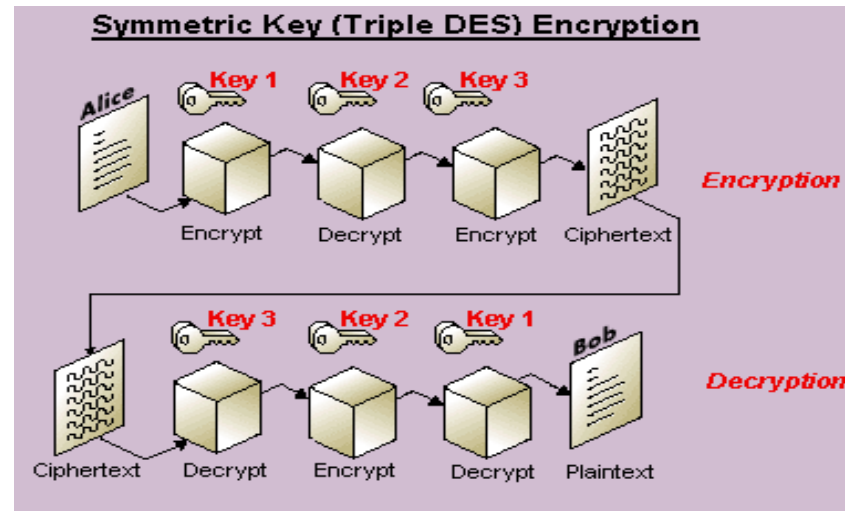 Symmetric Key (Triple DES) Encryption
Key 1 Key 2 Key 3
Alice
Encryption
Encrypt Decrypt Encrypt Ciphertext
Key 3 Key 2 Key 1
Bob
Decryption
Ciphertext Decrypt Encrypt Decrypt Plaintext